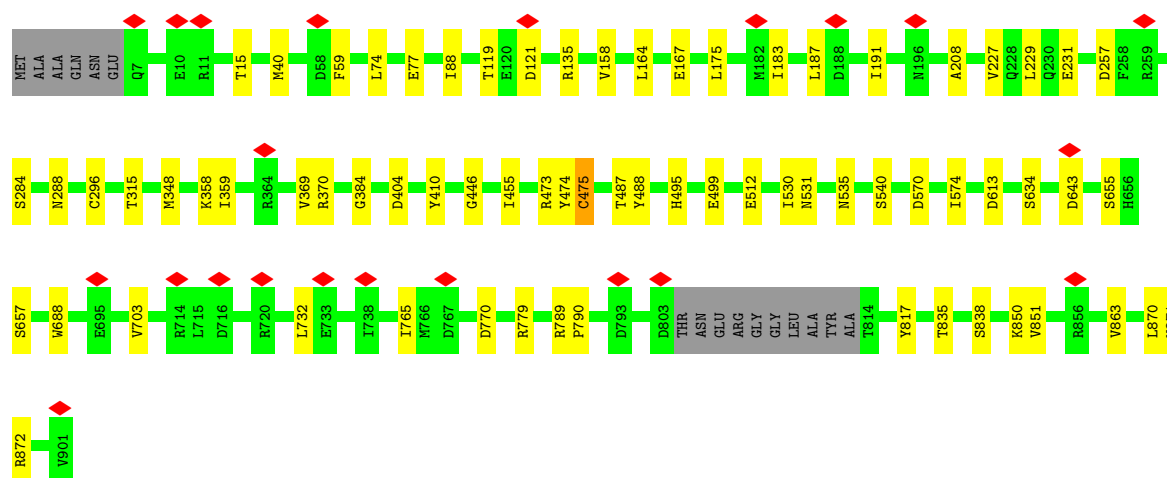 MET ALA ALA GLN ASN GLU Q7 E10 R11 T15 M40 D58 F59 L74 E77 I88 T119 E120 D121 R135 V158 L164 E167 L175 M182 I183 L187 D188 I191 N196 A208 V227 Q228 L229 Q230 E231 D257 F258 R259
S284 N288 C296 T315 M348 K358 I359 R364 V369 R370 G384 D404 Y410 G446 I455 R473 Y474 C475 T487 Y488 H495 E499 E512 I530 N531 N535 S540 D570 I574 D613 S634 D643 S655 H656
S657 W688 E695 V703 R714 L715 D716 R720 L732 E733 I738 I765 M766 D767 D770 R779 R789 P790 D793 D803 THR ASN GLU ARG GLY GLY LEU ALA TYR ALA T814 Y817 T835 S838 K850 V851 R856 V863 L870
R872 V901